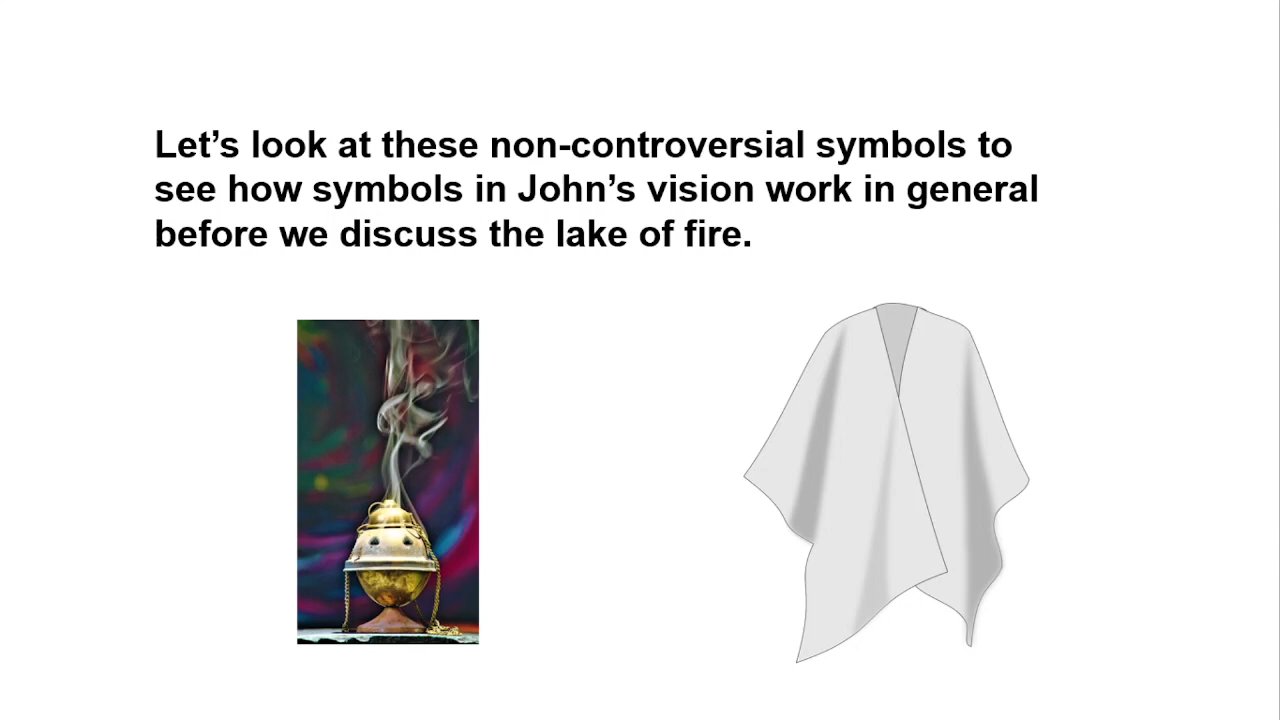 Let’s look at these non-controversial symbols to
see how symbols in John’s vision work in general
before we discuss the lake of fire.